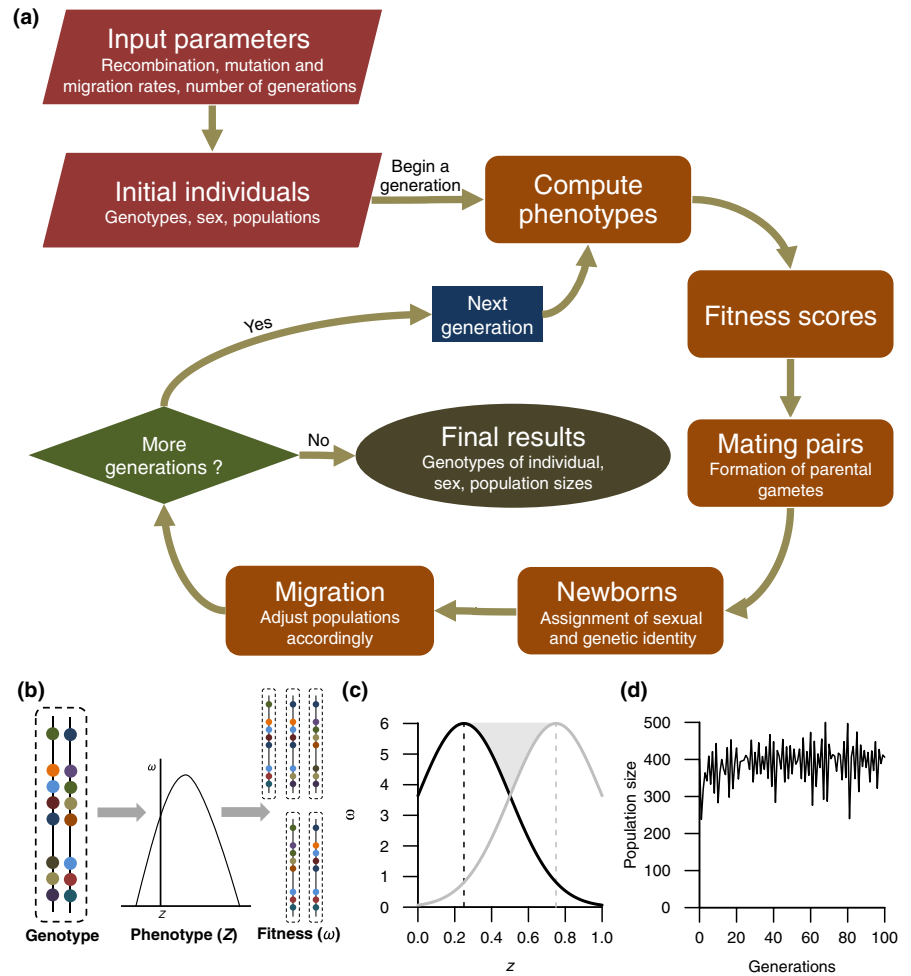 (a)
Input parameters
Recombination, mutation and
migration rates, number of generations
Initial individuals
Genotypes, sex, populations
Begin a
generation
Compute
phenotypes
Fitness scores
Mating pairs
Formation of parental
gametes
Newborns
Assignment of sexual
and genetic identity
Migration
Adjust populations
accordingly
More
generations ?
Yes
Next
generation
No
Final results
Genotypes of individual,
sex, population sizes
(b)
ω
Z
Genotype
Phenotype (Z)
Fitness (ω)
(c)
6
5
4
3
2
1
0
ω
0.0 0.2 0.4 0.6 0.8 1.0
z
(d)
500
400
300
200
100
0
Population size
0 20 40 60 80 100
Generations